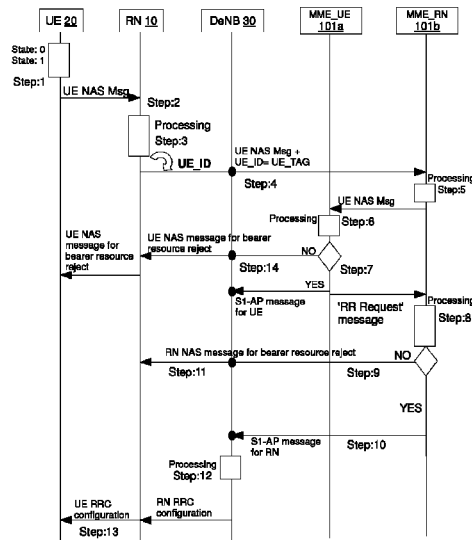 UE 20
RN 10
DeNB 30
MME_UE
101a
MME_RN
101b
State: 0
State: 1
Step:1
UE NAS Msg
Step:2
Processing
Step:3
UE_ID
UE NAS Msg +
UE_ID= UE_TAG
Step:4
Processing
Step:5
UE NAS Msg
Processing
Step:6
UE NAS
message for
bearer resource
reject
UE NAS message for bearer
resource reject
NO
Step:14
Step:7
YES
S1-AP message
for UE
'RR Request'
message
Processing
Step:8
RN NAS message for bearer resource reject
NO
Step:11
Step:9
YES
S1-AP message
for RN
Step:10
Processing
Step:12
UE RRC
configuration
RN RRC
configuration
Step:13